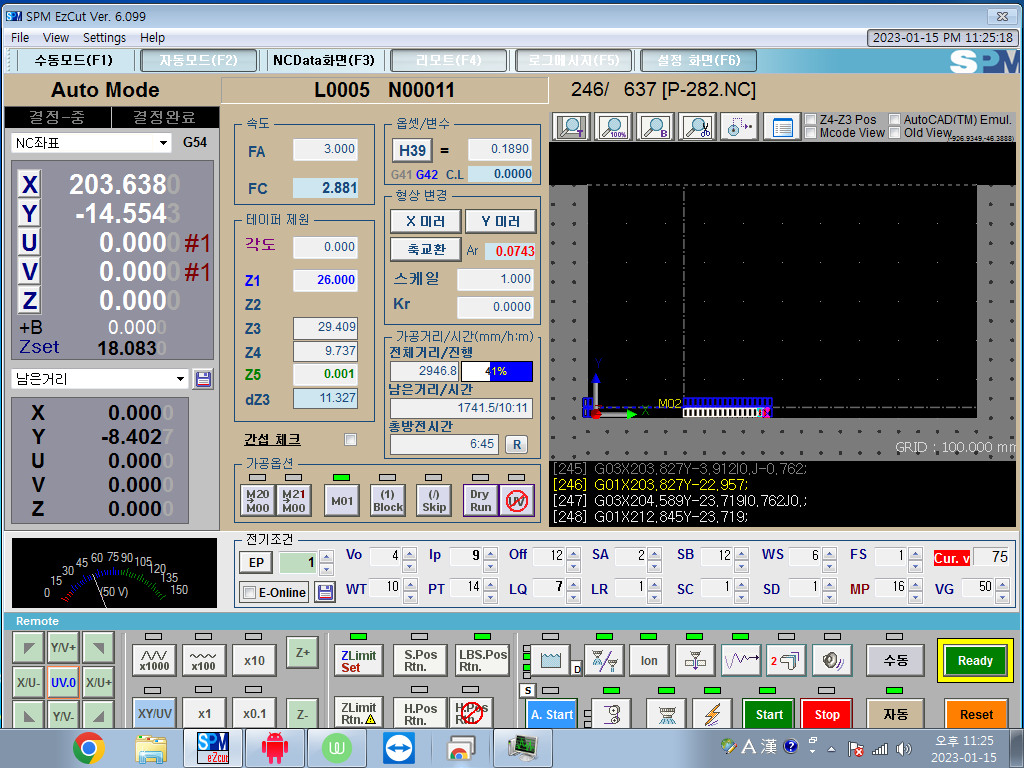 SPM EzCut Ver. 6.099
File View Settings Help
2023-01-15 PM 11:25:18
수동모드(F1) 자동모드(F2) NCData화면(F3) 리모트(F4) 로그메시지(F5) 설정 화면(F6) SPM
Auto Mode L0005 N00011 246/ 637 [P-282.NC]
결정-중 결정완료
NC좌표 G54
X 203.6380
Y -14.5543
U 0.0000 #1
V 0.0000 #1
Z 0.0000
+B 0.0000
Zset 18.0830
남은거리
X 0.0000
Y -8.4027
U 0.0000
V 0.0000
Z 0.0000
속도
FA 3.000
FC 2.881
테이퍼 제원
각도 0.000
Z1 26.000
Z2
Z3 29.409
Z4 9.737
Z5 0.001
dZ3 11.327
간섭 체크
옵셋/변수
H39 = 0.1890
G41 G42 C.L 0.0000
형상 변경
X 미러 Y 미러
축교환 Ar 0.0743
스케일 1.000
Kr 0.0000
가공거리/시간(mm/h:m)
전체거리/진행
2946.8 41%
남은거리/시간
1741.5/10:11
총방전시간
6:45 R
가공옵션
M20 M00 M21 M00 M01 (1) Block (/) Skip Dry Run UV
T 100% B
Z4-Z3 Pos AutoCAD(TM) Emul.
Mcode View Old View
-906.9349,-46.3888)
V
M02
X
GRID : 100.000 mm
[245] G03X203.827Y-3.912I0.J-0.762;
[246] G01X203.827Y-22.957;
[247] G03X204.589Y-23.719I0.762J0.;
[248] G01X212.845Y-23.719;
0 15 30 45 60 75 90 105 120 135 150
(50 V)
전기조건
EP 1 Vo 4 Ip 9 Off 12 SA 2 SB 12 WS 6 FS 1 Cur. v 75
E-Online WT 10 PT 14 LQ 7 LR 1 SC 1 SD 1 MP 16 VG 50
Remote
Y/V+ x1000 x100 x10 Z+ ZLimit Set S.Pos Rtn. LBS.Pos Rtn. D Ion 2 수동 Ready
X/U- UV.0 X/U+
Y/V- XY/UV x1 x0.1 Z- ZLimit Rtn. H.Pos Rtn. H.Pos Rtn. S A. Start Start Stop 자동 Reset
SPM eZcut A 漢 오후 11:25
2023-01-15